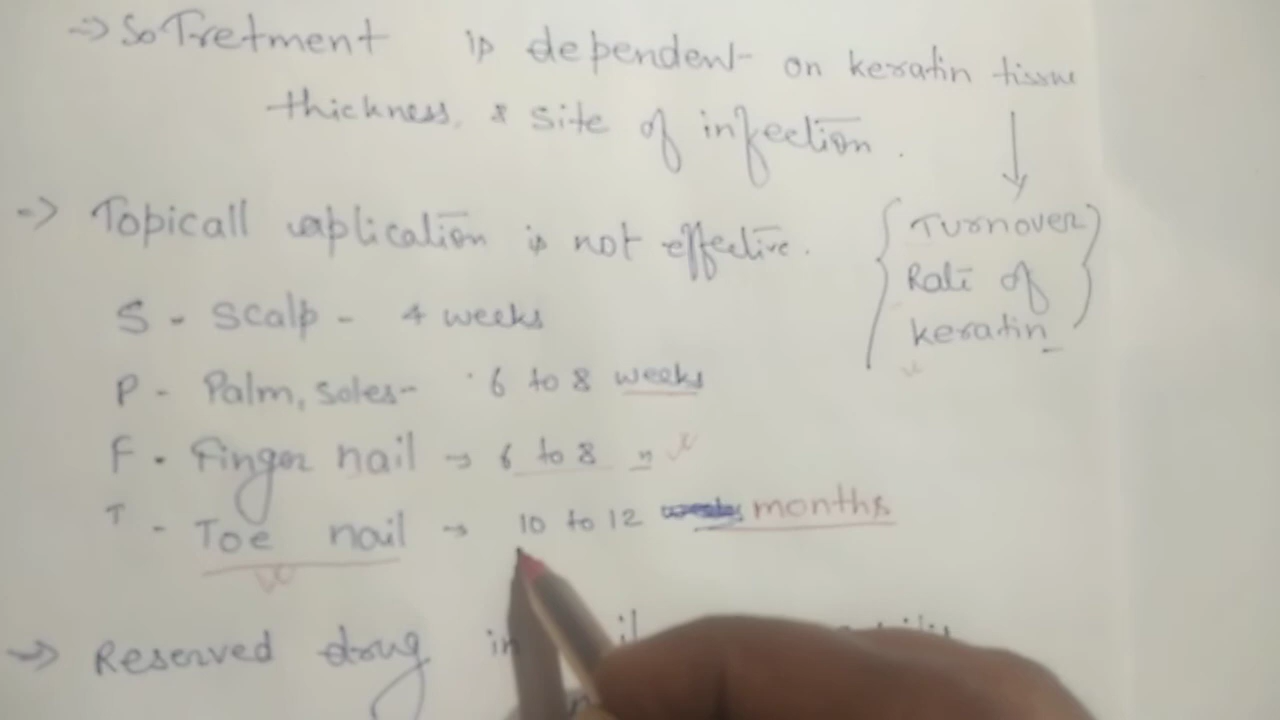 => So Tretment is dependent on keratin tissue
thickness. & site of infection.
=> Topicall application is not effective.
{ Turnover
Rate of
keratin }
S - scalp - 4 weeks
P - Palm, soles - 6 to 8 weeks
F - Finger nail → 6 to 8 "
T - Toe nail → 10 to 12 months
=> Reserved drug in